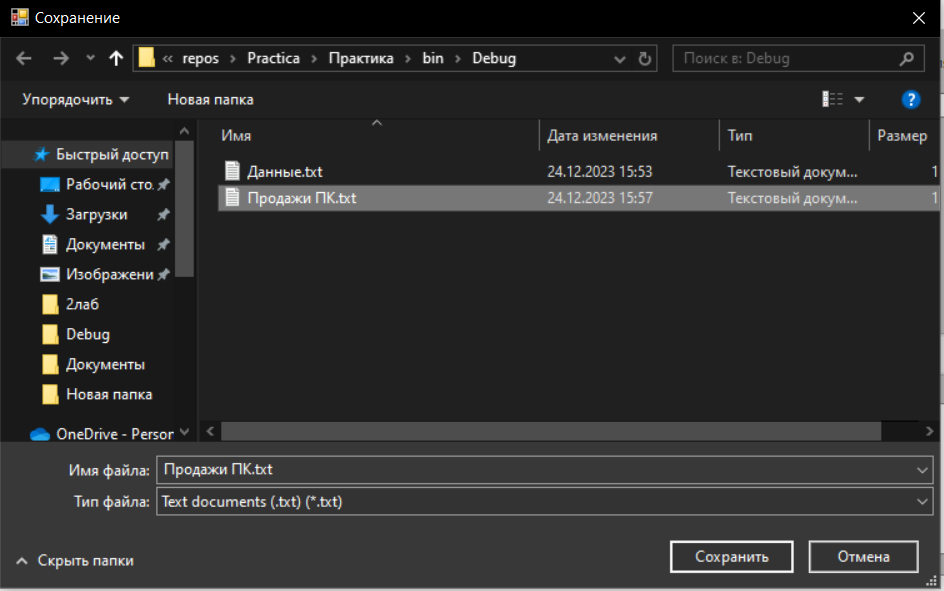 Сохранение
« repos › Practica › Практика › bin › Debug
Поиск в: Debug
Упорядочить
Новая папка
Имя
Дата изменения
Тип
Размер
Быстрый доступ
Рабочий сто.
Загрузки
Документы
Изображени
2лаб
Debug
Документы
Новая папка
OneDrive - Person
Данные.txt 24.12.2023 15:53 Текстовый докум... 1
Продажи ПК.txt 24.12.2023 15:57 Текстовый докум... 1
Имя файла: Продажи ПК.txt
Тип файла: Text documents (.txt) (*.txt)
Скрыть папки
Сохранить
Отмена